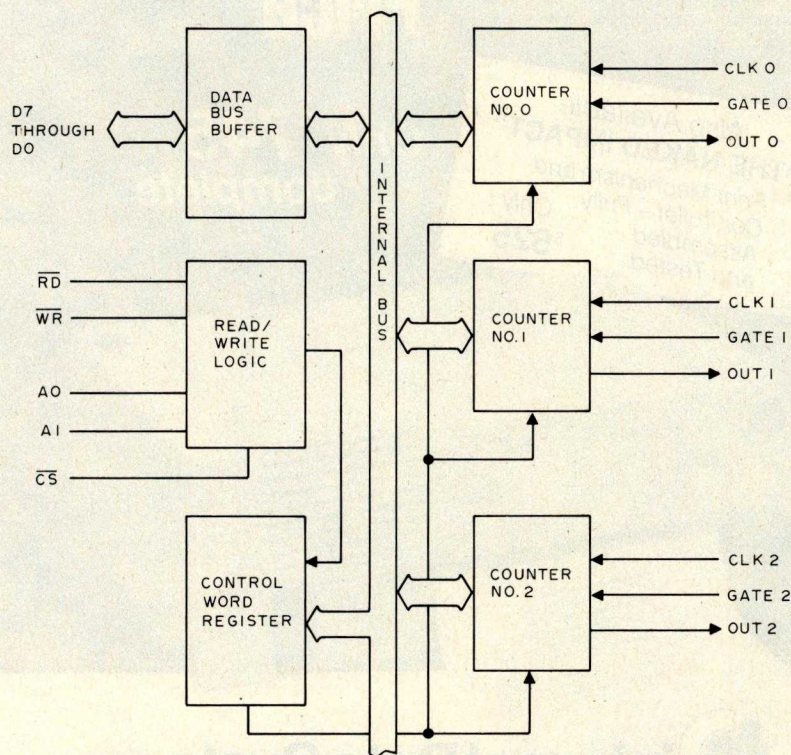 DATA
BUS
BUFFER
D7
THROUGH
D0
READ/
WRITE
LOGIC
RD
WR
A0
A1
CS
CONTROL
WORD
REGISTER
INTERNAL BUS
COUNTER
NO.0
CLK 0
GATE 0
OUT 0
COUNTER
NO.1
CLK 1
GATE 1
OUT 1
COUNTER
NO.2
CLK 2
GATE 2
OUT 2